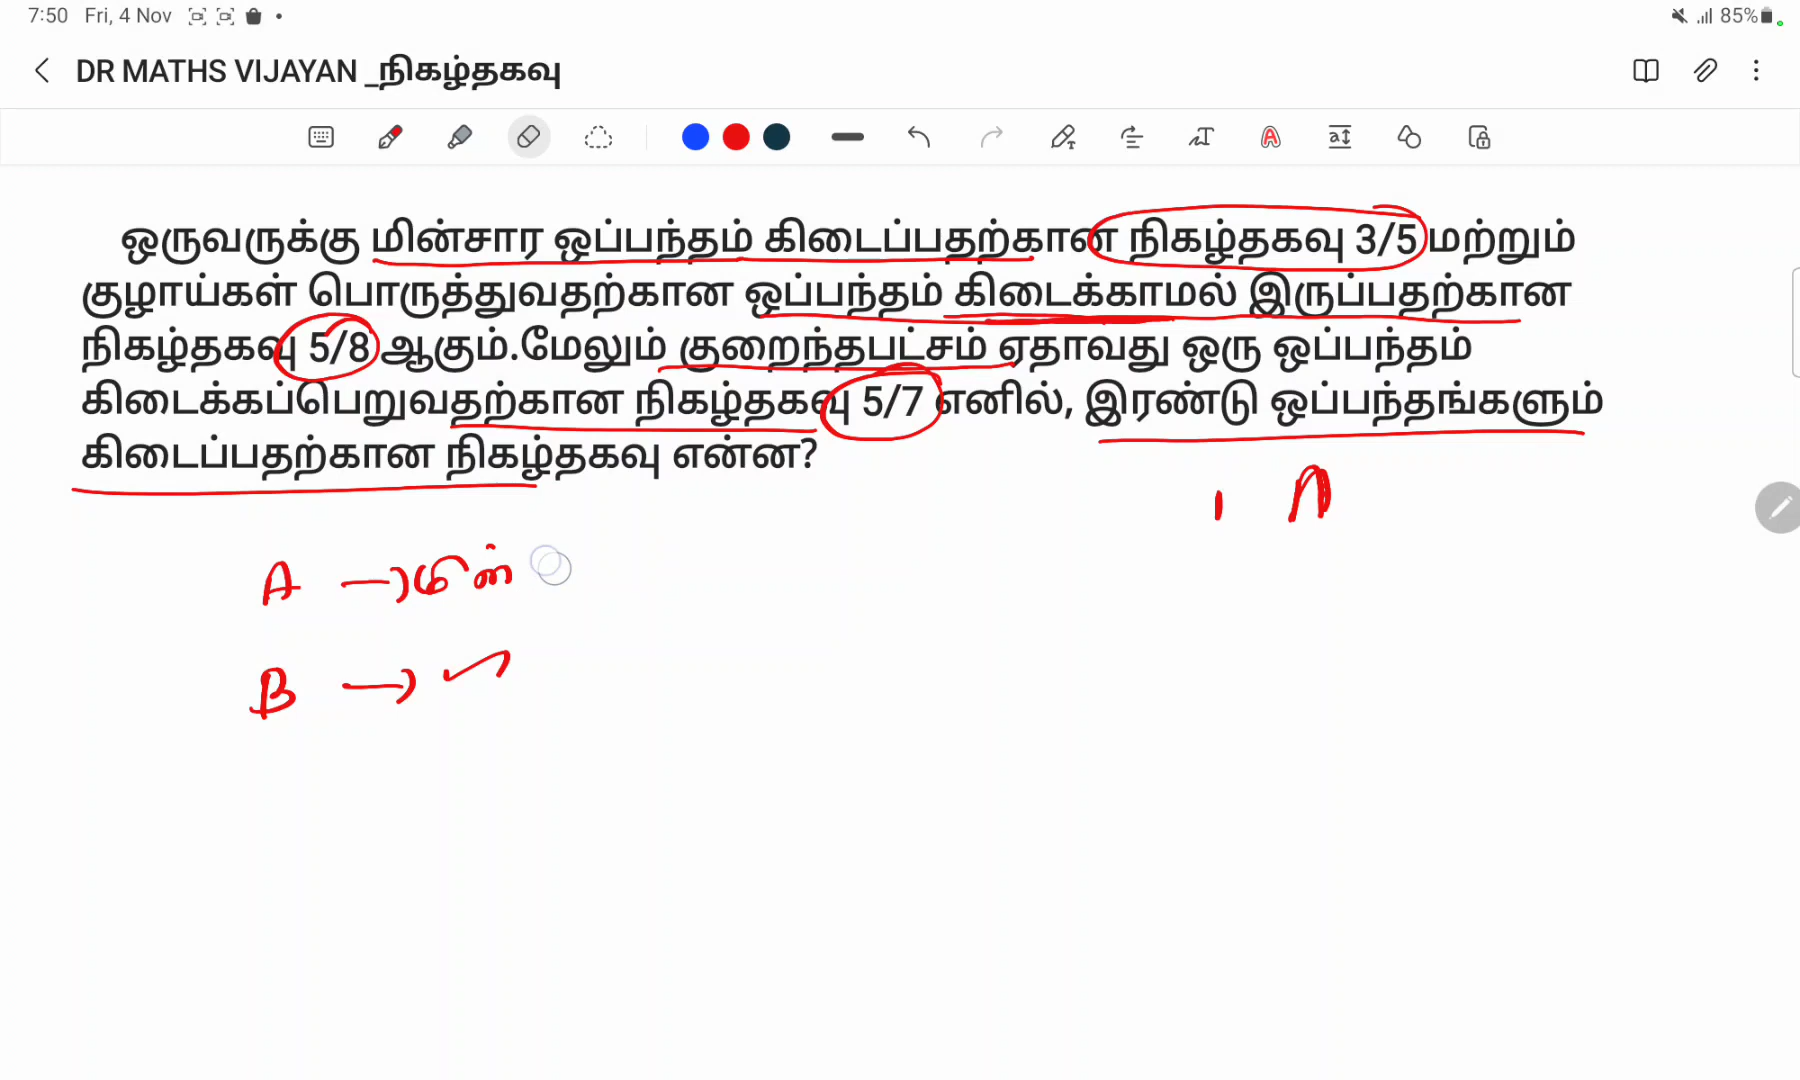 7:50 Fri, 4 Nov 85%
DR MATHS VIJAYAN _நிகழ்தகவு
ஒருவருக்கு மின்சார ஒப்பந்தம் கிடைப்பதற்கான நிகழ்தகவு 3/5 மற்றும்
குழாய்கள் பொருத்துவதற்கான ஒப்பந்தம் கிடைக்காமல் இருப்பதற்கான
நிகழ்தகவு 5/8 ஆகும்.மேலும் குறைந்தபட்சம் ஏதாவது ஒரு ஒப்பந்தம்
கிடைக்கப்பெறுவதற்கான நிகழ்தகவு 5/7 எனில், இரண்டு ஒப்பந்தங்களும்
கிடைப்பதற்கான நிகழ்தகவு என்ன?
A → மின்
B →